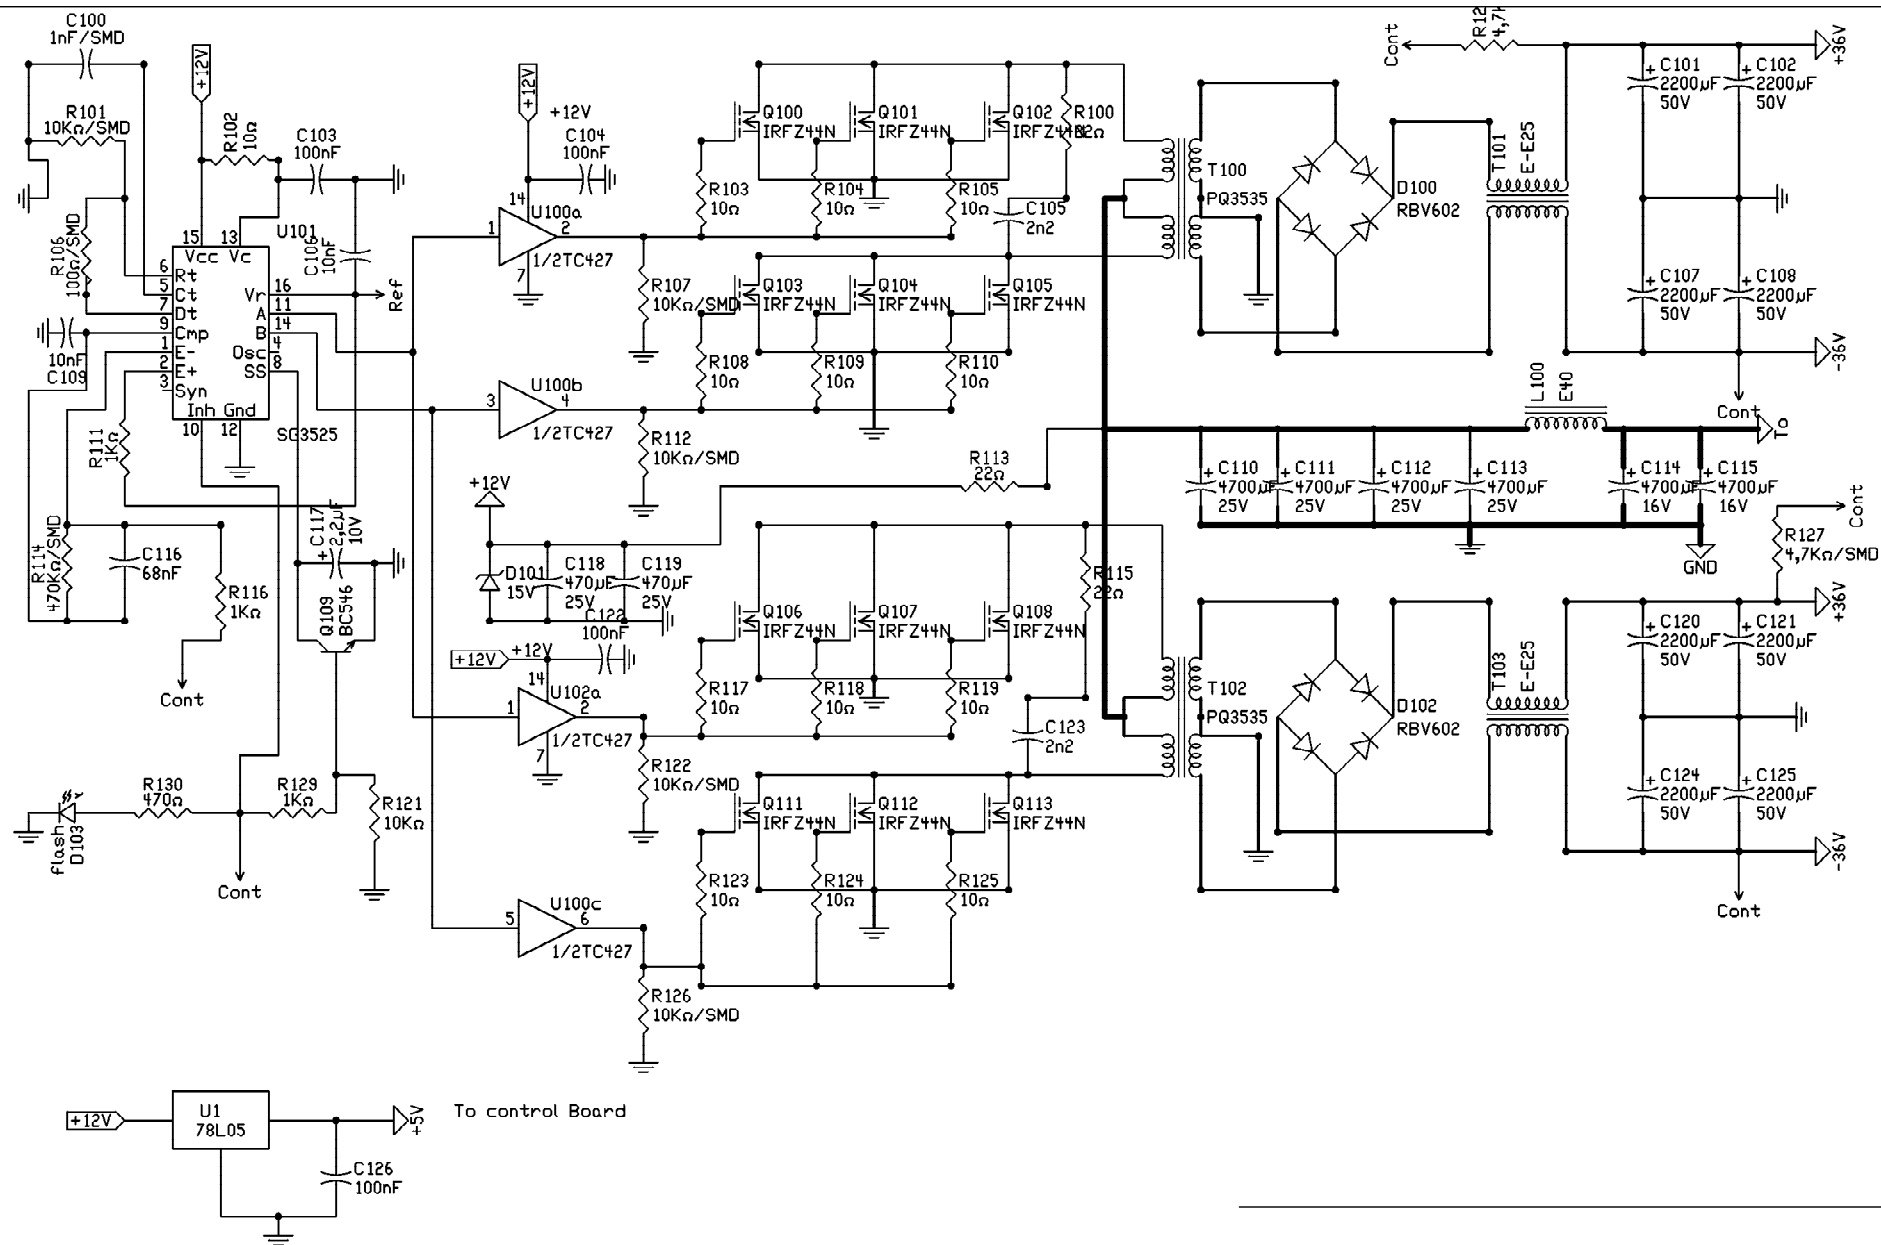 C100
1nF/SMD
R101
10KΩ/SMD
+12V
R102
10Ω
C103
100nF
R106
100Ω/SMD
U101
C106
10nF
15
13
Vcc
Vc
6
Rt
5
Ct
7
Dt
9
Cmp
1
E-
2
E+
3
Syn
Vr
16
A
11
B
14
Osc
4
SS
8
Inh
Gnd
10
12
SG3525
Ref
10nF
C109
R111
1KΩ
R114
470KΩ/SMD
C116
68nF
R116
1KΩ
Cont
C117
2,2µF
10V
Q109
BC546
R130
470Ω
R129
1KΩ
R121
10KΩ
flash
D103
Cont
+12V
+12V
C104
100nF
14
U100a
1
2
7
1/2TC427
R107
10KΩ/SMD
U100b
3
4
1/2TC427
R112
10KΩ/SMD
Q100
IRFZ44N
Q101
IRFZ44N
Q102
IRFZ44N
R100
R103
10Ω
R104
10Ω
R105
10Ω
C105
2n2
Q103
IRFZ44N
Q104
IRFZ44N
Q105
IRFZ44N
R108
10Ω
R109
10Ω
R110
10Ω
R113
22Ω
+12V
D101
15V
C118
470µF
25V
C119
470µF
25V
C122
100nF
+12V
+12V
14
U102a
1
2
7
1/2TC427
R122
10KΩ/SMD
Q106
IRFZ44N
Q107
IRFZ44N
Q108
IRFZ44N
R115
22Ω
R117
10Ω
R118
10Ω
R119
10Ω
C123
2n2
Q111
IRFZ44N
Q112
IRFZ44N
Q113
IRFZ44N
R123
10Ω
R124
10Ω
R125
10Ω
U100c
5
6
1/2TC427
R126
10KΩ/SMD
T100
PQ3535
D100
RBV602
T101
E-E25
Cont
4,7K
C101
2200µF
50V
C102
2200µF
50V
+36V
C107
2200µF
50V
C108
2200µF
50V
-36V
Cont
L100
E40
To
C110
4700µF
25V
C111
4700µF
25V
C112
4700µF
25V
C113
4700µF
25V
C114
4700µF
16V
C115
4700µF
16V
GND
Cont
R127
4,7KΩ/SMD
T102
PQ3535
D102
RBV602
T103
E-E25
C120
2200µF
50V
C121
2200µF
50V
+36V
C124
2200µF
50V
C125
2200µF
50V
-36V
Cont
+12V
U1
78L05
+5V
To control Board
C126
100nF